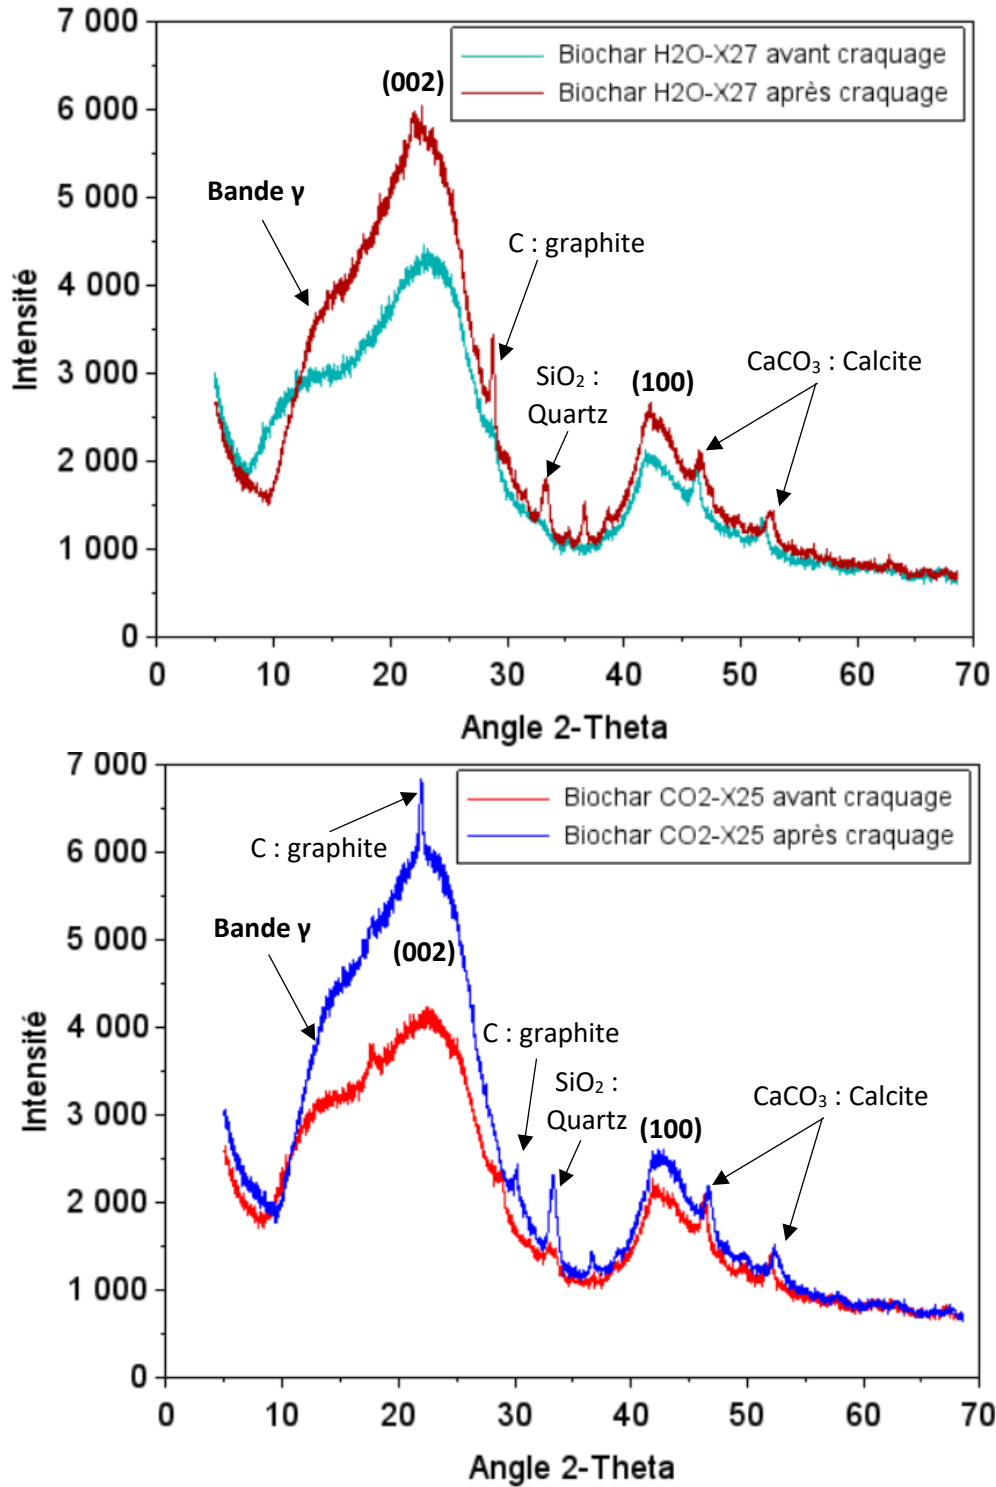 7 000
Biochar H2O-X27 avant craquage
Biochar H2O-X27 après craquage
(002)
6 000
Bande γ
5 000
C : graphite
4 000
Intensité
CaCO₃ : Calcite
3 000
SiO₂ :
Quartz
(100)
2 000
1 000
0
0 10 20 30 40 50 60 70
Angle 2-Theta
7 000
Biochar CO2-X25 avant craquage
Biochar CO2-X25 après craquage
C : graphite
6 000
Bande γ
(002)
5 000
C : graphite
4 000
SiO₂ :
Quartz
CaCO₃ : Calcite
Intensité
(100)
3 000
2 000
1 000
0
0 10 20 30 40 50 60 70
Angle 2-Theta